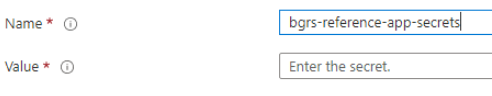 Name * bgrs-reference-app-secrets
Value * Enter the secret.